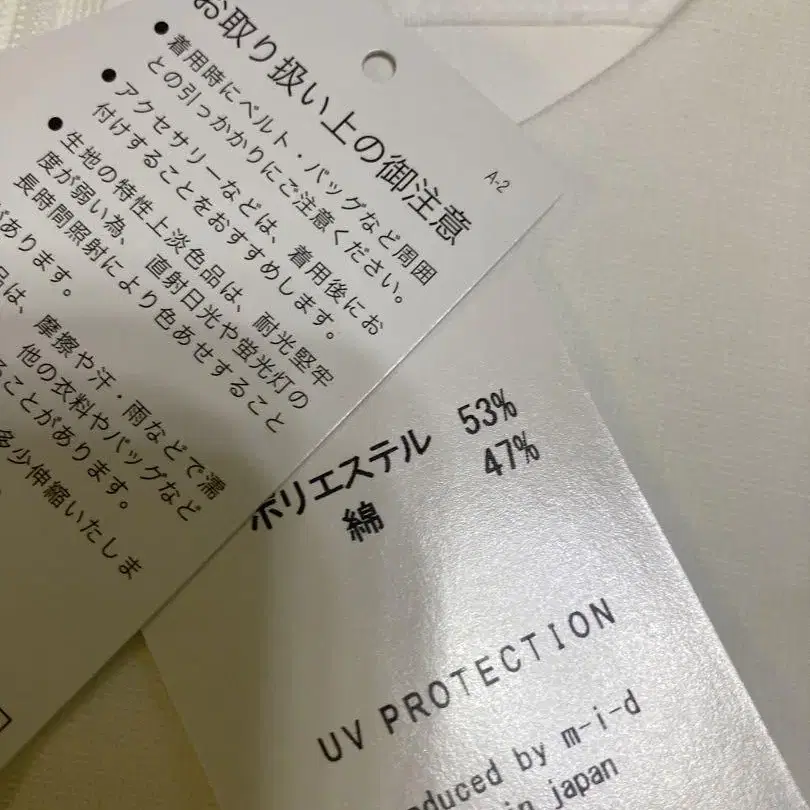 お取り扱い上の御注意
A-2
●着用時にベルト・バッグなど周囲
との引っかかりにご注意ください。
●アクセサリーなどは、着用後にお
付けすることをおすすめします。
●生地の特性上淡色品は、耐光堅牢
度が弱い為、直射日光や蛍光灯の
長時間照射により色あせすること
があります。
品は、摩擦や汗・雨などで濡
他の衣料やバッグなど
ることがあります。
多少伸縮いたしま
ポリエステル 53%
綿 47%
UV PROTECTION
oduced by m-i-d
in japan